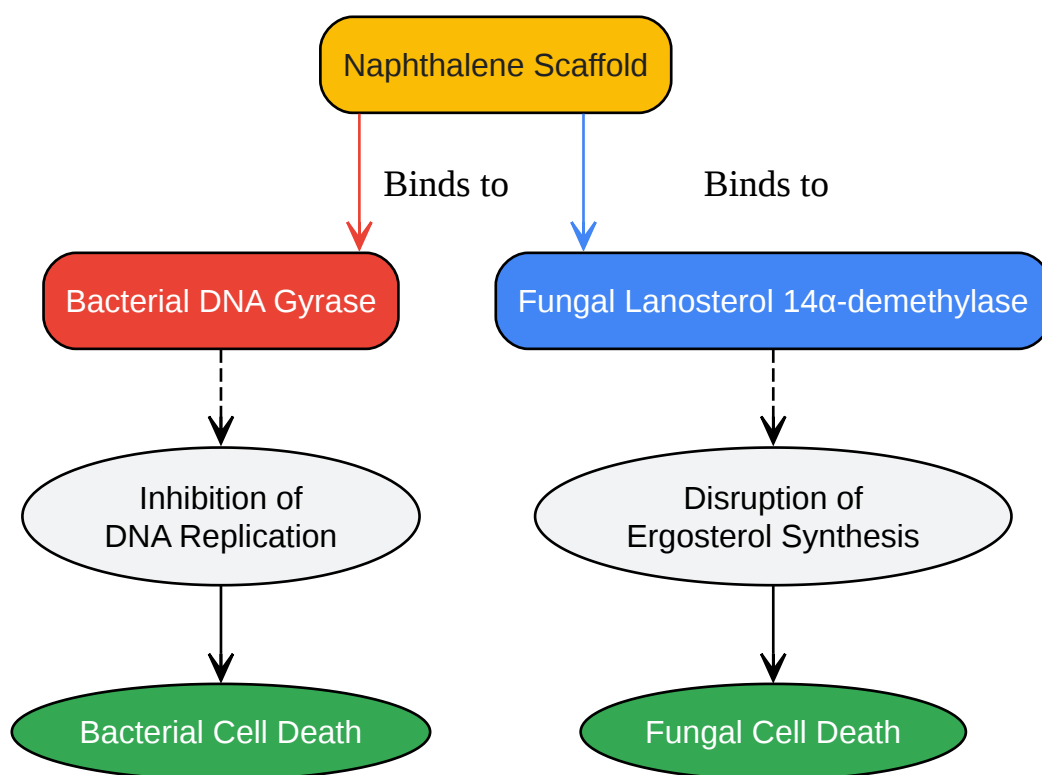 Naphthalene Scaffold
Binds to
Binds to
Bacterial DNA Gyrase
Fungal Lanosterol 14α-demethylase
Inhibition of
DNA Replication
Disruption of
Ergosterol Synthesis
Bacterial Cell Death
Fungal Cell Death